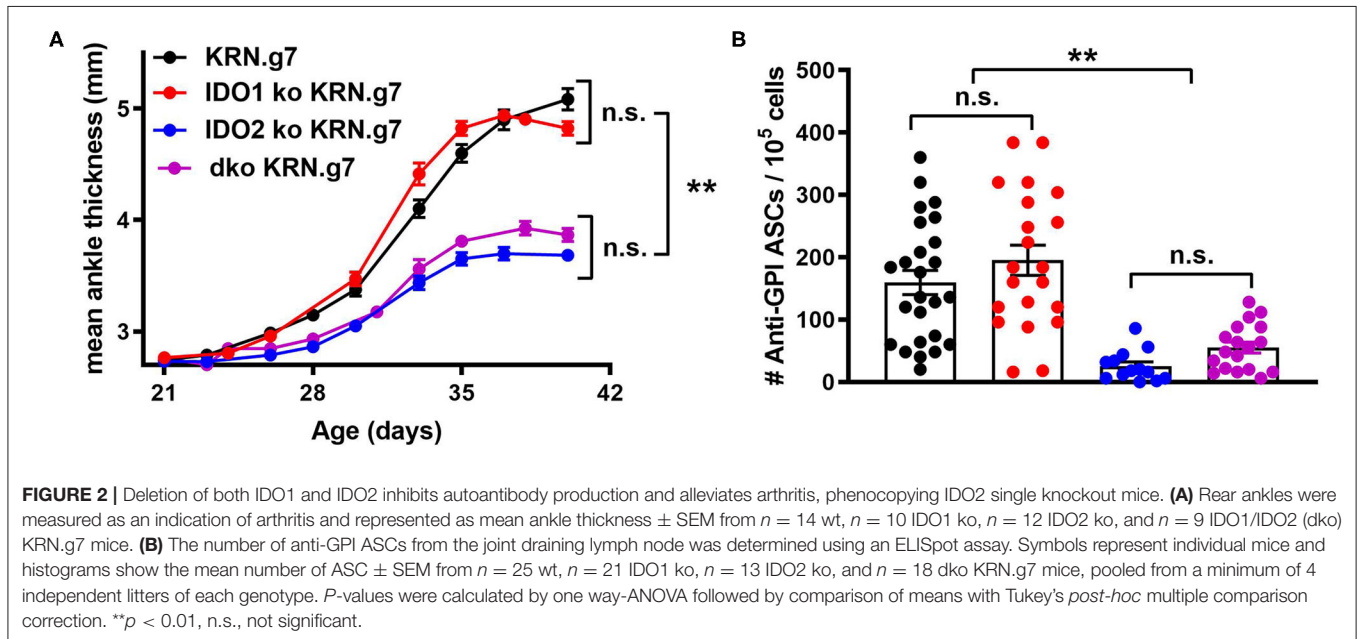 A
mean ankle thickness (mm)
5
4
3
21
28
35
42
Age (days)
KRN.g7
IDO1 ko KRN.g7
IDO2 ko KRN.g7
dko KRN.g7
n.s.
n.s.
**
B
# Anti-GPI ASCs / 10⁵ cells
500
400
300
200
100
0
**
n.s.
n.s.
FIGURE 2 | Deletion of both IDO1 and IDO2 inhibits autoantibody production and alleviates arthritis, phenocopying IDO2 single knockout mice. (A) Rear ankles were
measured as an indication of arthritis and represented as mean ankle thickness ± SEM from n = 14 wt, n = 10 IDO1 ko, n = 12 IDO2 ko, and n = 9 IDO1/IDO2 (dko)
KRN.g7 mice. (B) The number of anti-GPI ASCs from the joint draining lymph node was determined using an ELISpot assay. Symbols represent individual mice and
histograms show the mean number of ASC ± SEM from n = 25 wt, n = 21 IDO1 ko, n = 13 IDO2 ko, and n = 18 dko KRN.g7 mice, pooled from a minimum of 4
independent litters of each genotype. P-values were calculated by one way-ANOVA followed by comparison of means with Tukey's post-hoc multiple comparison
correction. **p < 0.01, n.s., not significant.